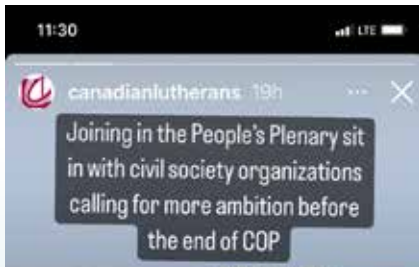 11:30
LTE
canadianlutherans 19h
Joining in the People's Plenary sit
in with civil society organizations
calling for more ambition before
the end of COP